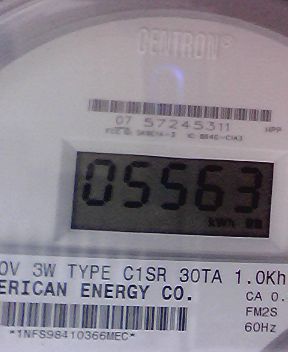 CENTRON®
07 57245311 HPP
05563
kWh
0V 3W TYPE C1SR 30TA 1.0Kh
ERICAN ENERGY CO. CA 0.
FM2S
60Hz
*1NFS98410366MEC*